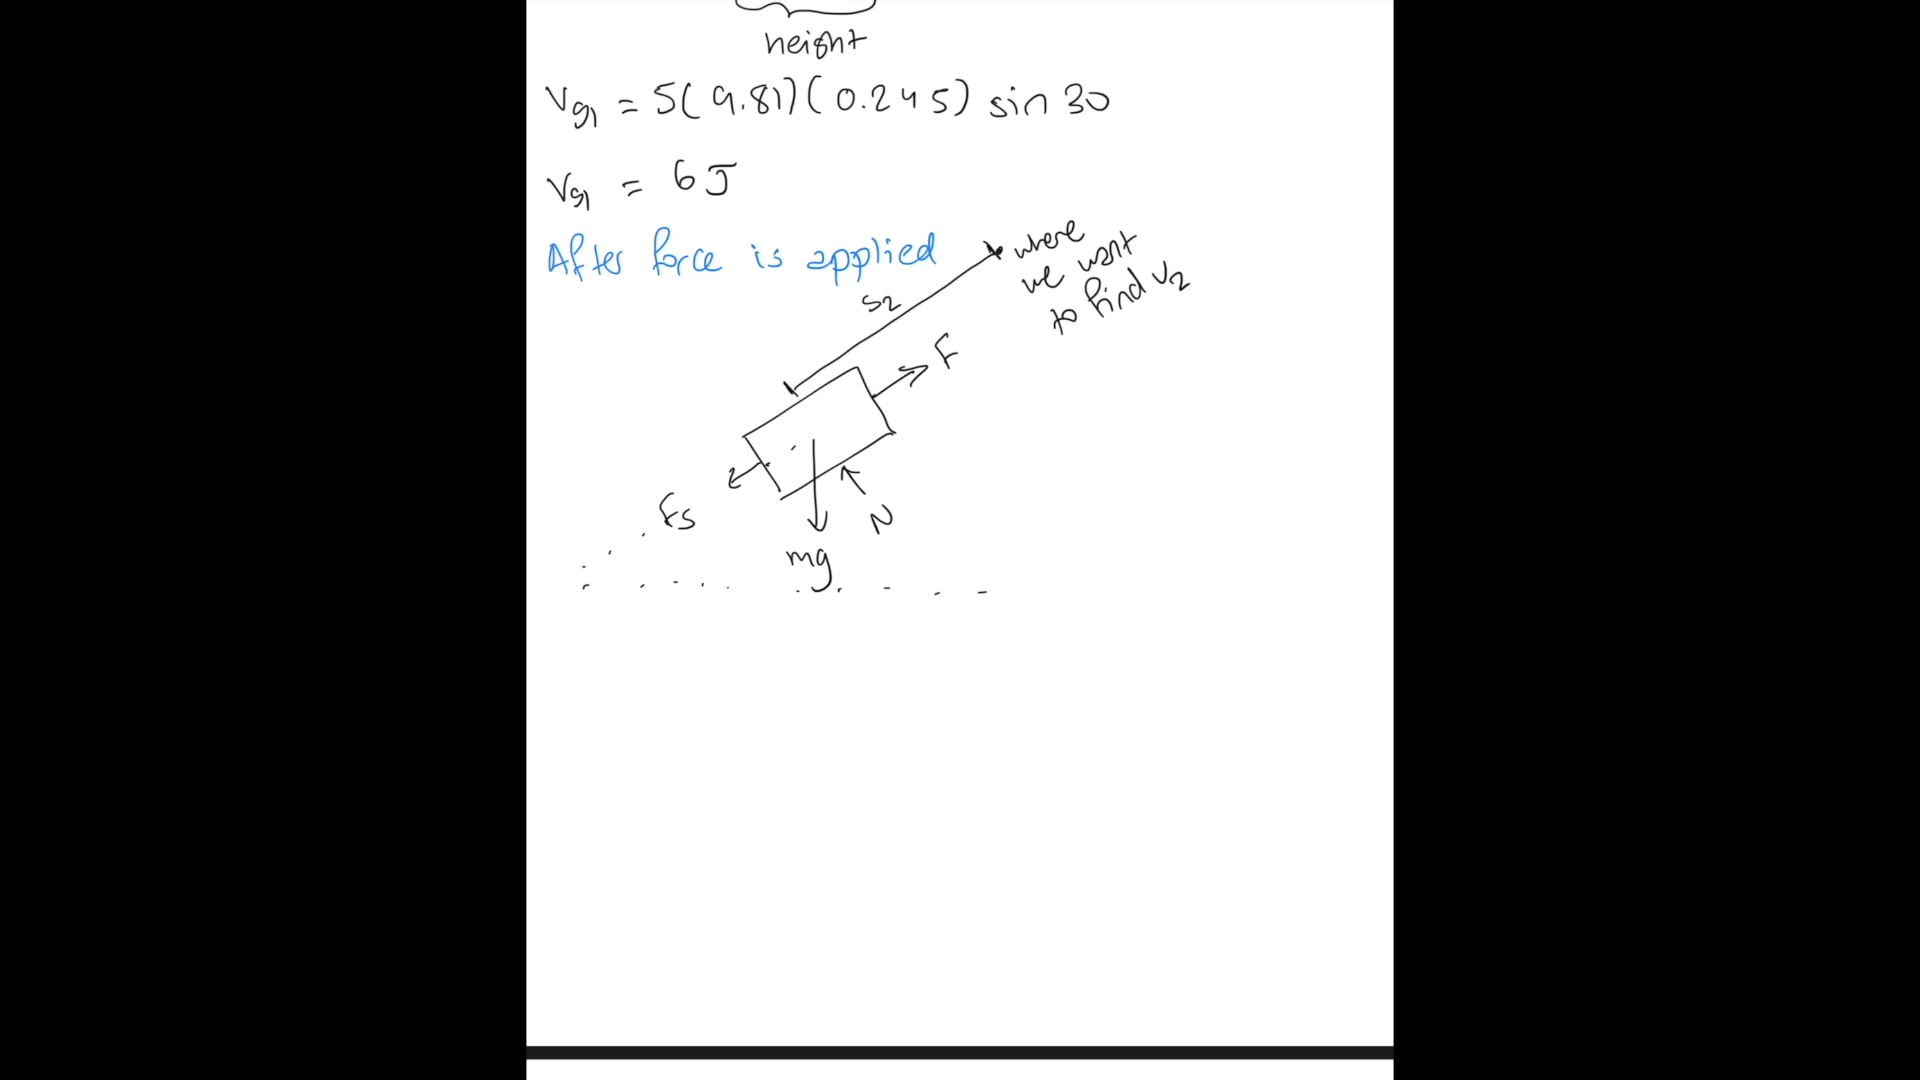 height
Vg1 = 5(9.81)(0.245) sin 30
Vg1 = 6 J
After force is applied
where
we want
to find v2
s2
F
Fs
N
mg